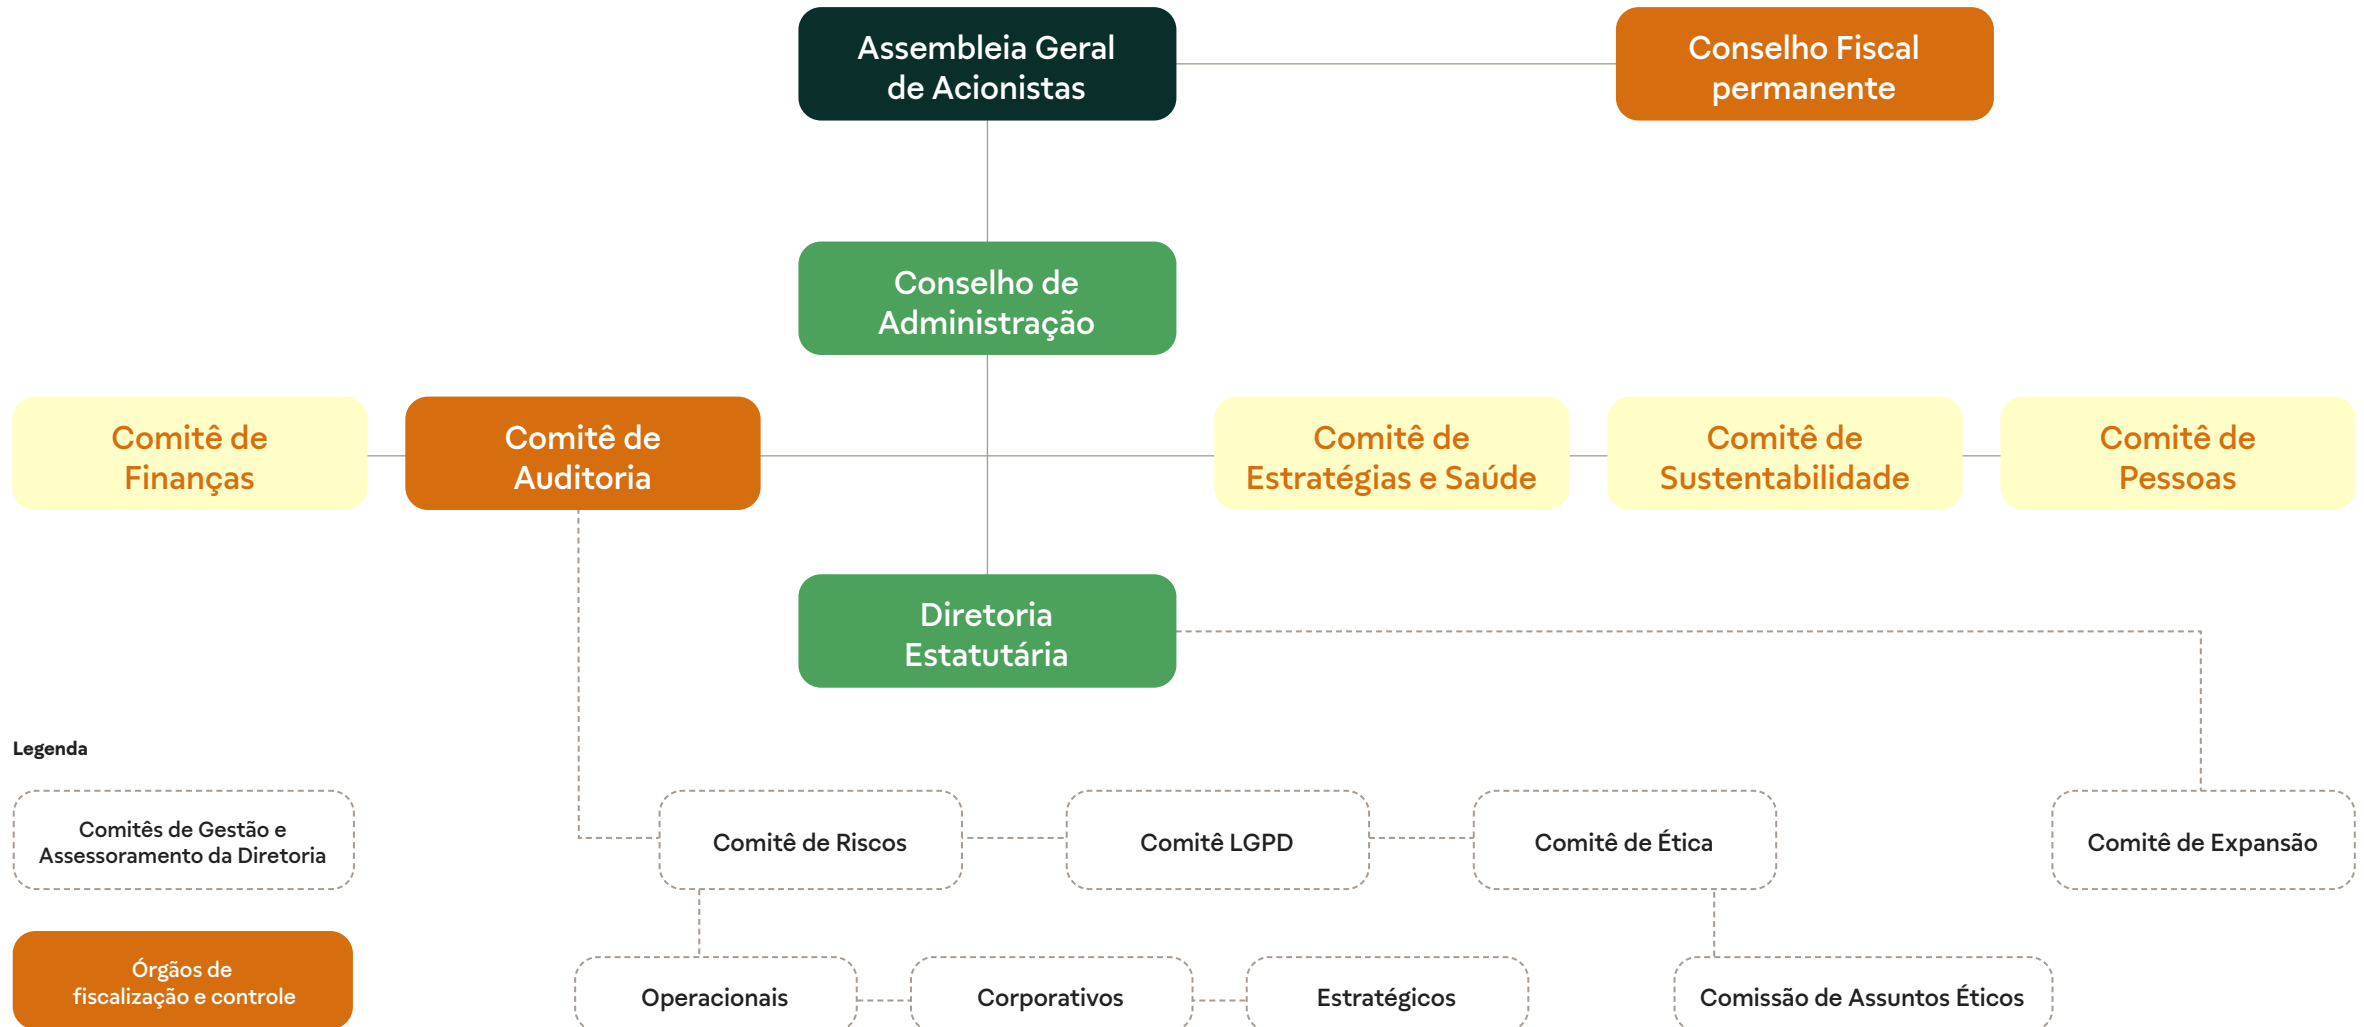 Assembleia Geral
de Acionistas
Conselho Fiscal
permanente
Conselho de
Administração
Comitê de
Finanças
Comitê de
Auditoria
Comitê de
Estratégias e Saúde
Comitê de
Sustentabilidade
Comitê de
Pessoas
Diretoria
Estatutária
Legenda
Comitês de Gestão e
Assessoramento da Diretoria
Comitê de Riscos
Comitê LGPD
Comitê de Ética
Comitê de Expansão
Órgãos de
fiscalização e controle
Operacionais
Corporativos
Estratégicos
Comissão de Assuntos Éticos